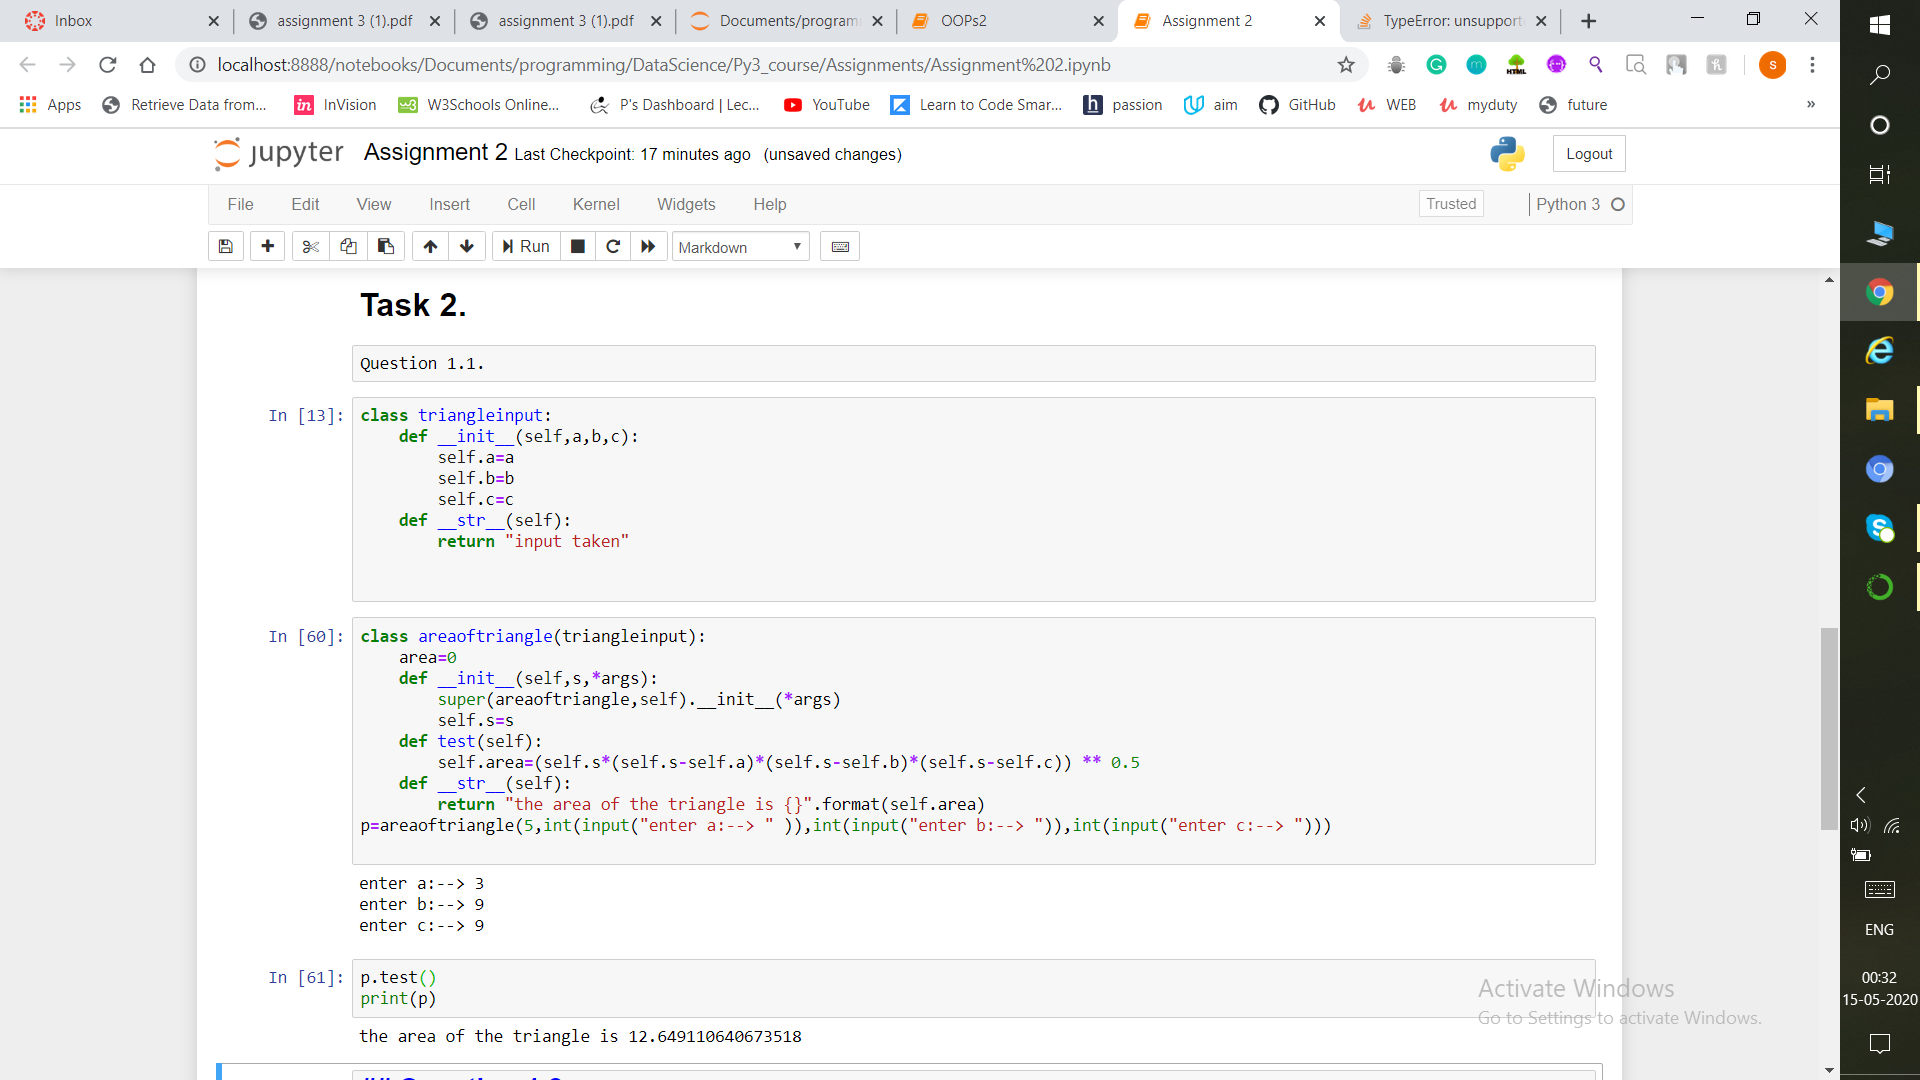 Inbox
assignment 3 (1).pdf
assignment 3 (1).pdf
Documents/program
OOPs2
Assignment 2
TypeError: unsupport
localhost:8888/notebooks/Documents/programming/DataScience/Py3_course/Assignments/Assignment%202.ipynb
Apps
Retrieve Data from...
InVision
W3Schools Online...
P's Dashboard | Lec...
YouTube
Learn to Code Smar...
passion
aim
GitHub
WEB
myduty
future
»
jupyter Assignment 2 Last Checkpoint: 17 minutes ago (unsaved changes)
Logout
File Edit View Insert Cell Kernel Widgets Help
Trusted
Python 3
Run
Markdown
Task 2.
Question 1.1.
In [13]:
class triangleinput:
    def __init__(self,a,b,c):
        self.a=a
        self.b=b
        self.c=c
    def __str__(self):
        return "input taken"
In [60]:
class areaoftriangle(triangleinput):
    area=0
    def __init__(self,s,*args):
        super(areaoftriangle,self).__init__(*args)
        self.s=s
    def test(self):
        self.area=(self.s*(self.s-self.a)*(self.s-self.b)*(self.s-self.c)) ** 0.5
    def __str__(self):
        return "the area of the triangle is {}".format(self.area)
p=areaoftriangle(5,int(input("enter a:--> " )),int(input("enter b:--> ")),int(input("enter c:--> ")))
enter a:--> 3
enter b:--> 9
enter c:--> 9
In [61]:
p.test()
print(p)
the area of the triangle is 12.649110640673518
Activate Windows
Go to Settings to activate Windows.
ENG
00:32
15-05-2020